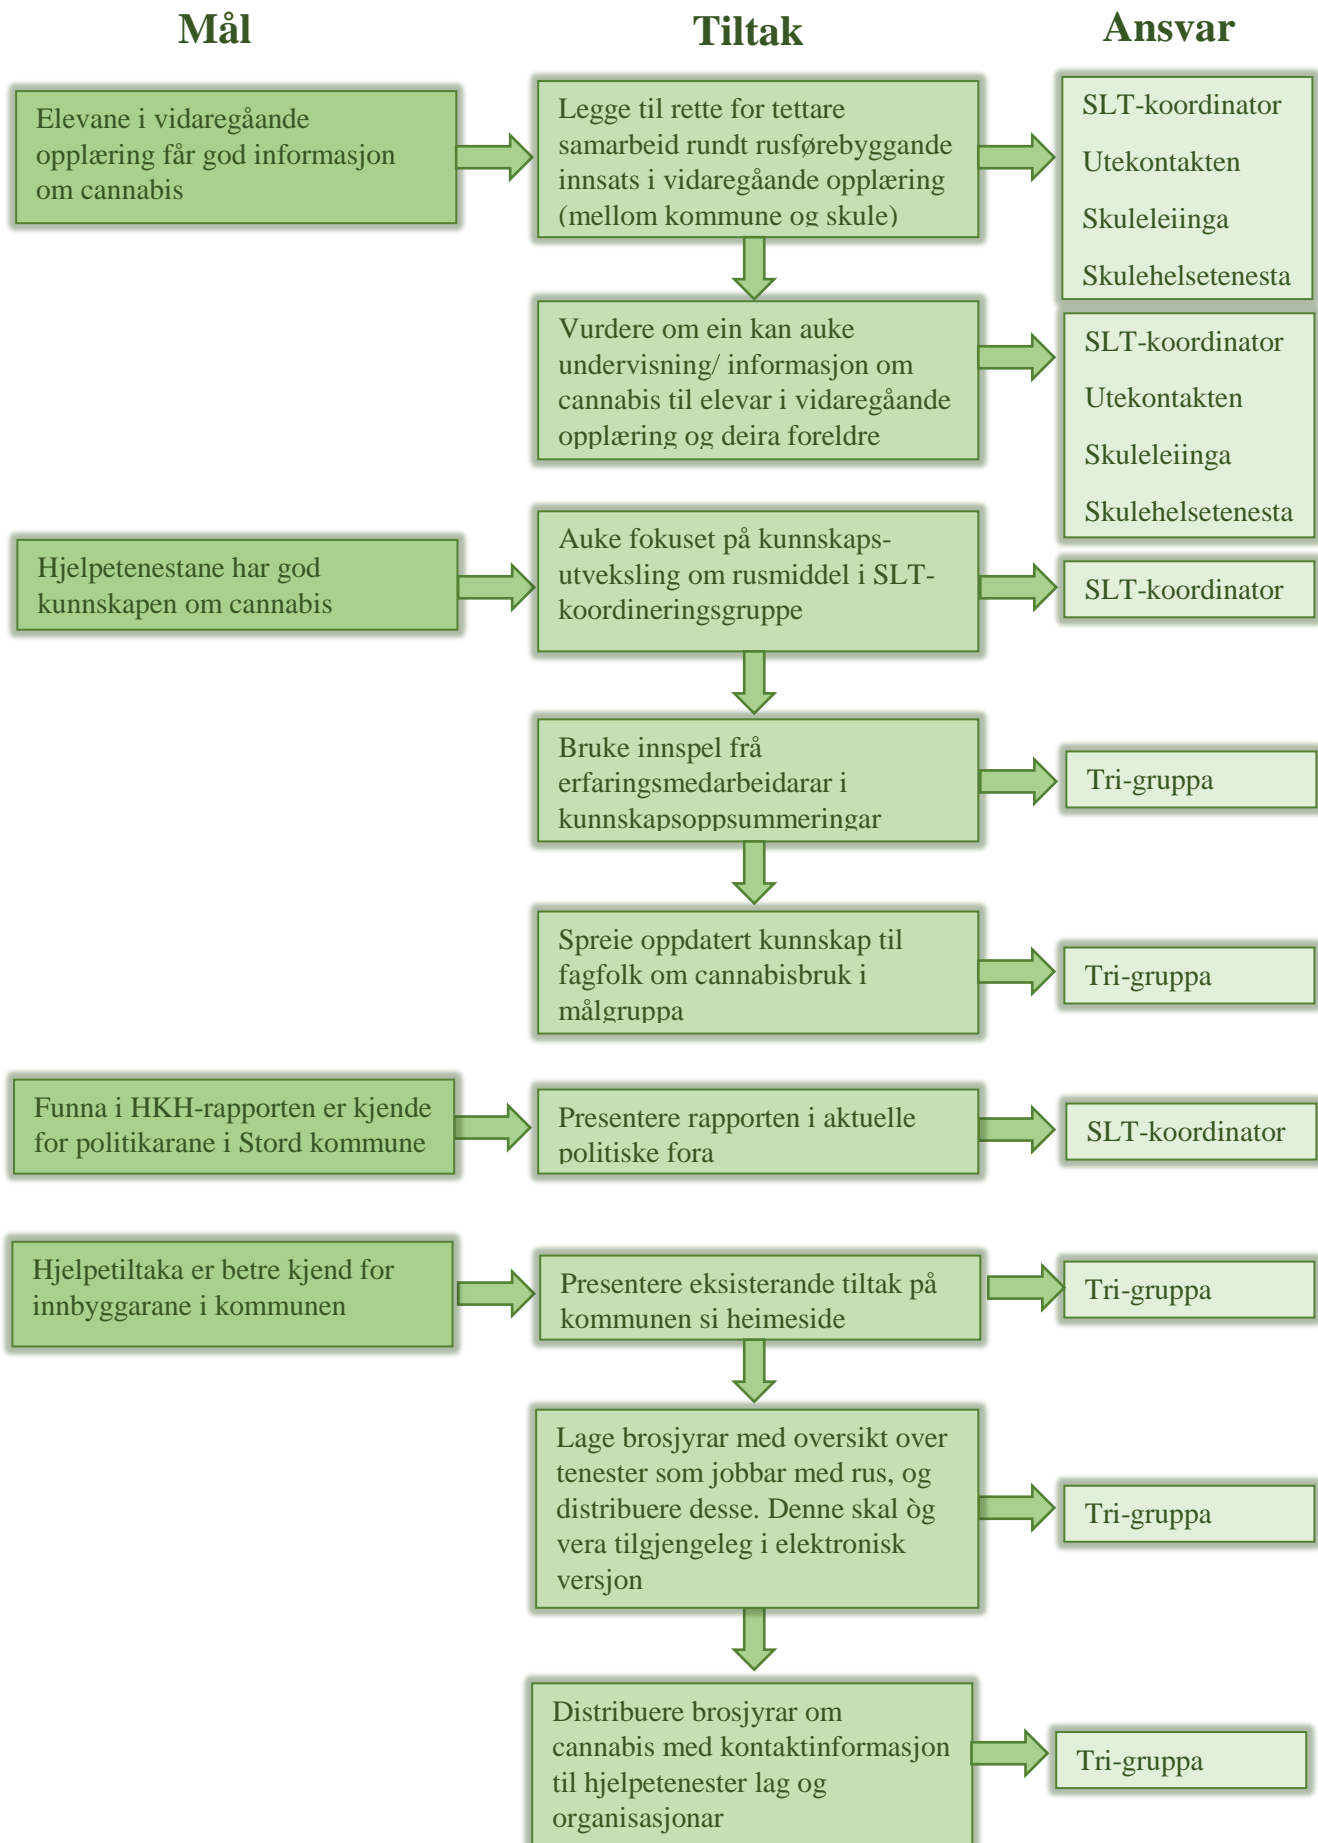 Mål
Tiltak
Ansvar
Elevane i vidaregåande
opplæring får god informasjon
om cannabis
Legge til rette for tettare
samarbeid rundt rusførebyggande
innsats i vidaregåande opplæring
(mellom kommune og skule)
SLT-koordinator
Utekontakten
Skuleleiinga
Skulehelsetenesta
Vurdere om ein kan auke
undervisning/ informasjon om
cannabis til elevar i vidaregåande
opplæring og deira foreldre
SLT-koordinator
Utekontakten
Skuleleiinga
Skulehelsetenesta
Hjelpetenestane har god
kunnskapen om cannabis
Auke fokuset på kunnskaps-
utveksling om rusmiddel i SLT-
koordineringsgruppe
SLT-koordinator
Bruke innspel frå
erfaringsmedarbeidarar i
kunnskapsoppsummeringar
Tri-gruppa
Spreie oppdatert kunnskap til
fagfolk om cannabisbruk i
målgruppa
Tri-gruppa
Funna i HKH-rapporten er kjende
for politikarane i Stord kommune
Presentere rapporten i aktuelle
politiske fora
SLT-koordinator
Hjelpetiltaka er betre kjend for
innbyggarane i kommunen
Presentere eksisterande tiltak på
kommunen si heimeside
Tri-gruppa
Lage brosjyrar med oversikt over
tenester som jobbar med rus, og
distribuere desse. Denne skal òg
vera tilgjengeleg i elektronisk
versjon
Tri-gruppa
Distribuere brosjyrar om
cannabis med kontaktinformasjon
til hjelpetenester lag og
organisasjonar
Tri-gruppa